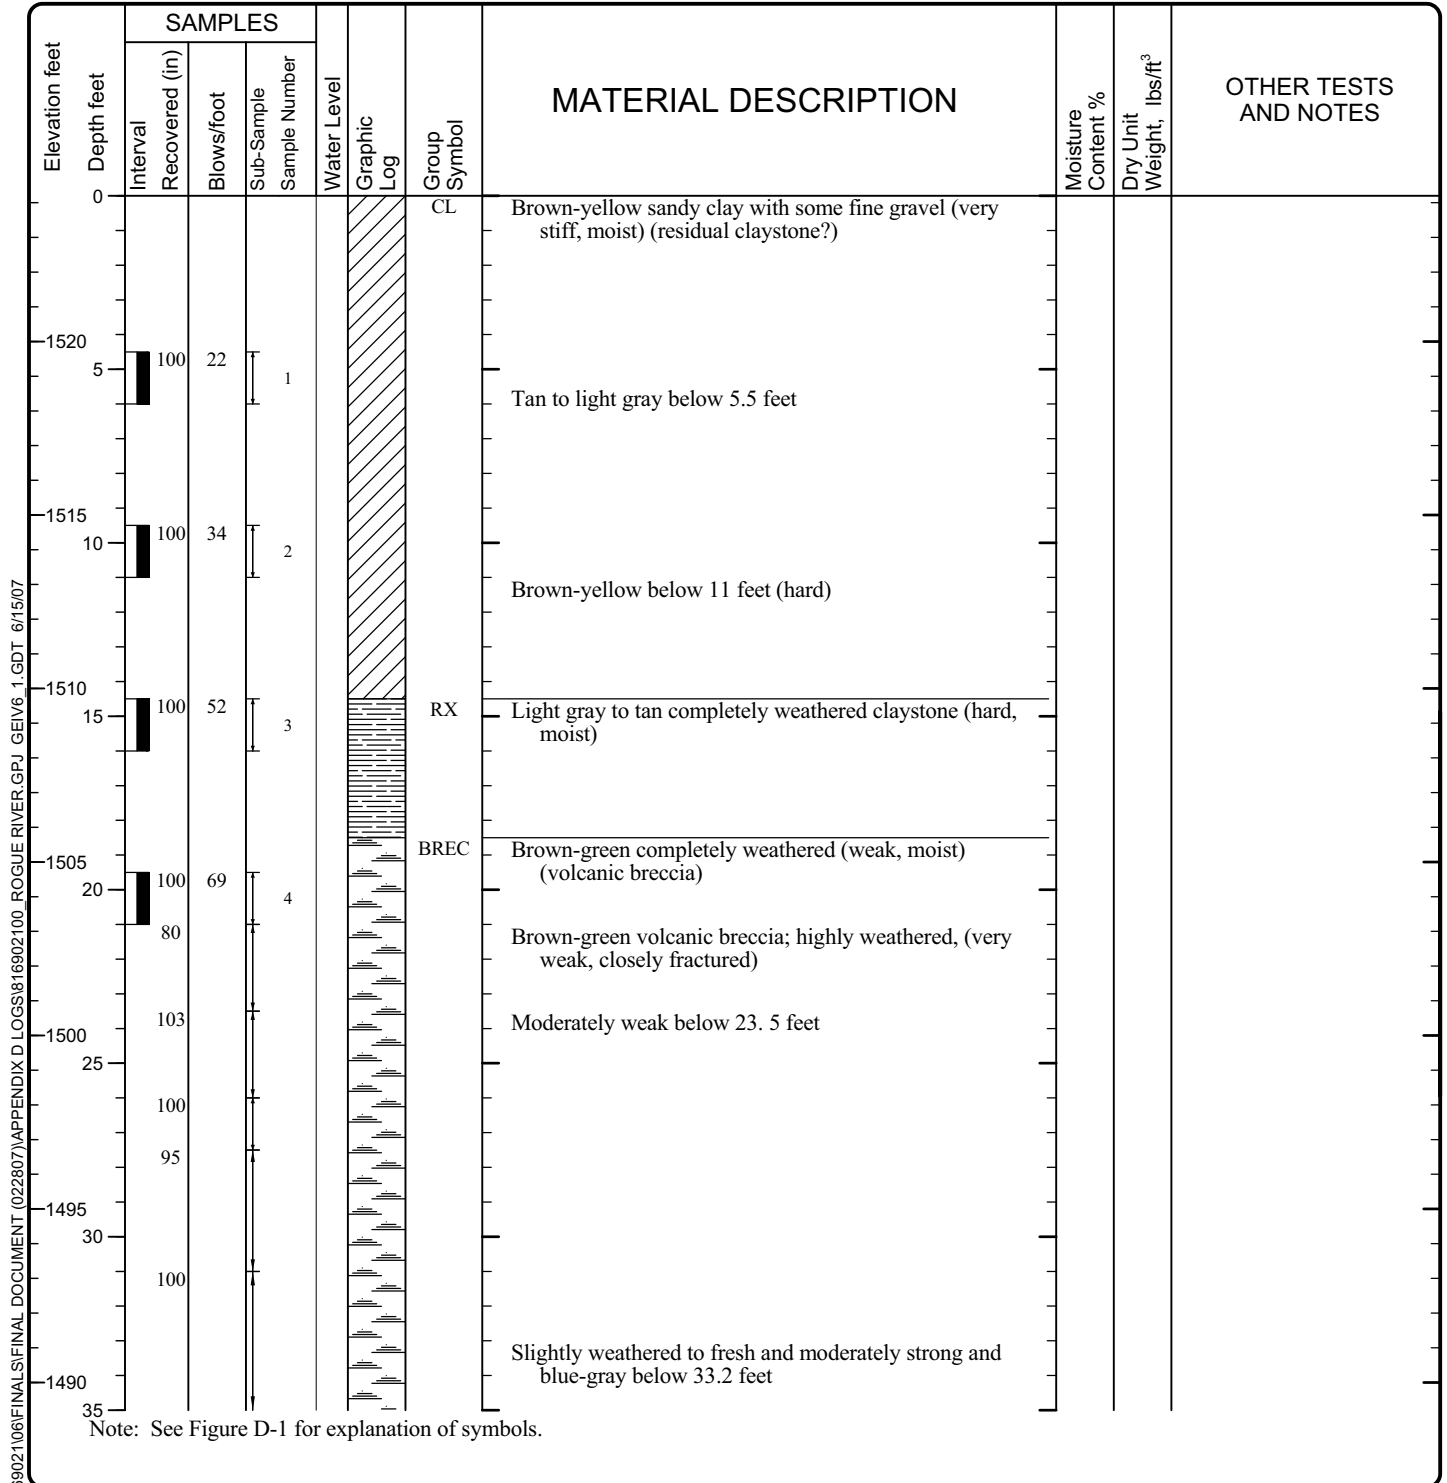 SAMPLES
Elevation feet
Depth feet
Interval
Recovered (in)
Blows/foot
Sub-Sample
Sample Number
Water Level
Graphic
Log
Group
Symbol
MATERIAL DESCRIPTION
Moisture
Content %
Dry Unit
Weight, lbs/ft³
OTHER TESTS
AND NOTES
0
CL
Brown-yellow sandy clay with some fine gravel (very
stiff, moist) (residual claystone?)
1520
100 22
5
1
Tan to light gray below 5.5 feet
1515
100 34
10
2
Brown-yellow below 11 feet (hard)
1510
100 52
15
3
RX
Light gray to tan completely weathered claystone (hard,
moist)
BREC
Brown-green completely weathered (weak, moist)
(volcanic breccia)
1505
100 69
20
4
80
Brown-green volcanic breccia; highly weathered, (very
weak, closely fractured)
103
Moderately weak below 23. 5 feet
1500
25
100
95
1495
30
100
Slightly weathered to fresh and moderately strong and
blue-gray below 33.2 feet
1490
35
Note: See Figure D-1 for explanation of symbols.
69021\06\FINALS\FINAL DOCUMENT (022807)\APPENDIX D LOGS\816902100_ROGUE RIVER.GPJ GEIV6_1.GDT 6/15/07